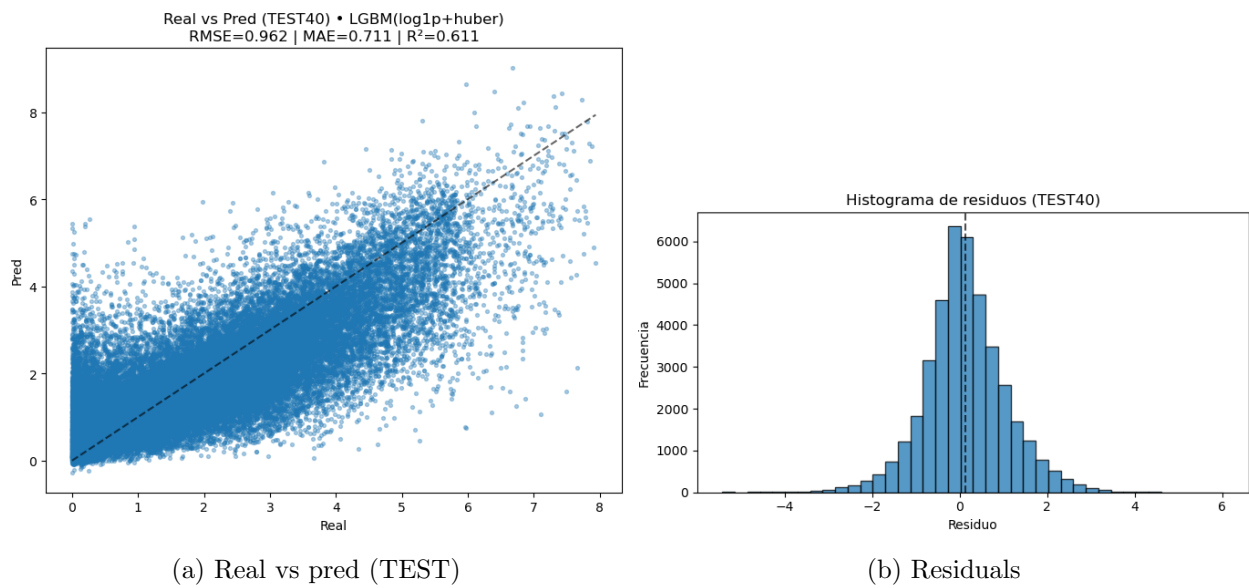 Real vs Pred (TEST40) • LGBM(log1p+huber)
RMSE=0.962 | MAE=0.711 | R²=0.611
8
6
4
2
0
Pred
0 1 2 3 4 5 6 7 8
Real
(a) Real vs pred (TEST)
Histograma de residuos (TEST40)
6000
5000
4000
3000
2000
1000
0
Frecuencia
−4 −2 0 2 4 6
Residuo
(b) Residuals